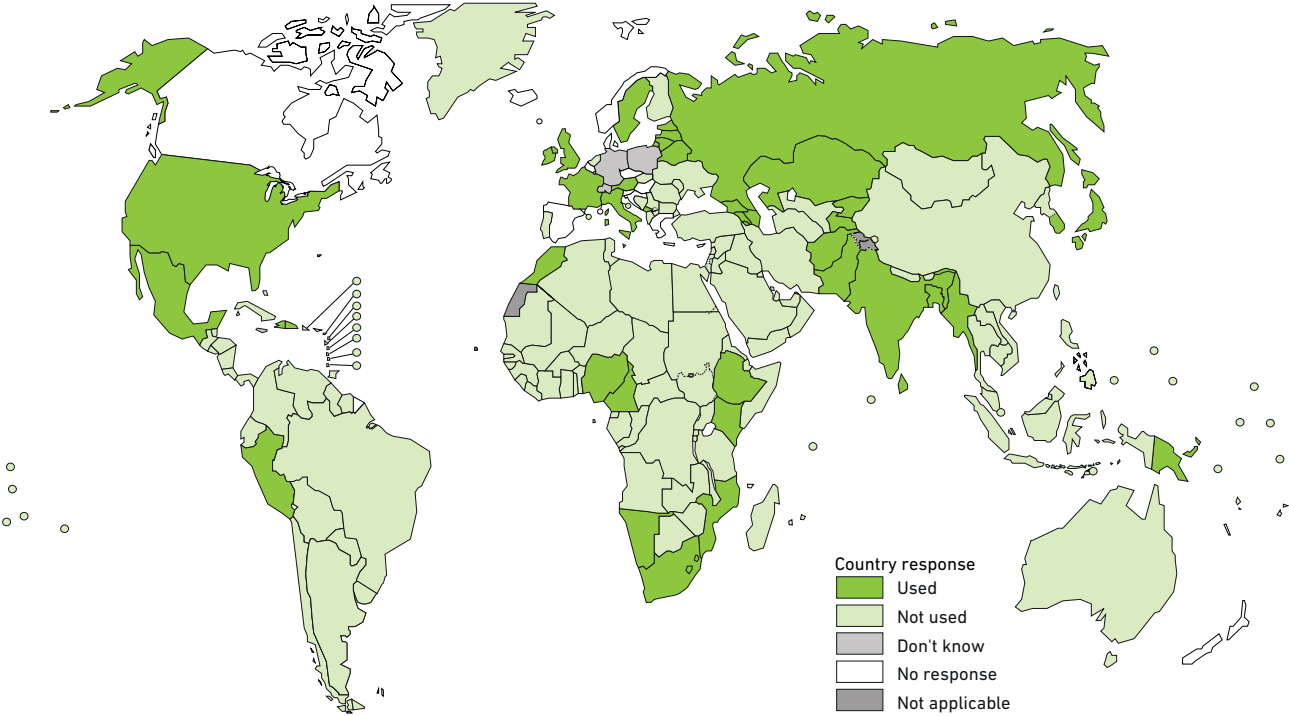 Country response
Used
Not used
Don't know
No response
Not applicable